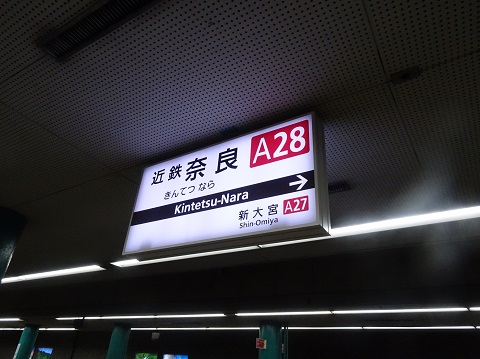 近鉄奈良 A28
きんてつ なら
Kintetsu-Nara
新大宮 A27
Shin-Omiya